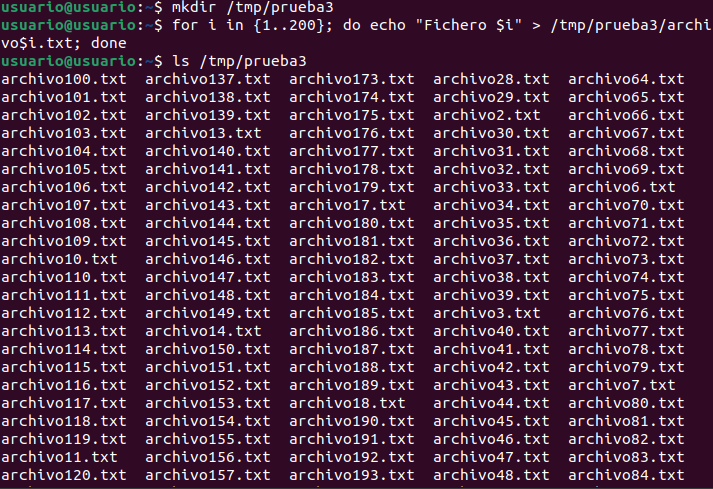 usuario@usuario:~$ mkdir /tmp/prueba3
usuario@usuario:~$ for i in {1..200}; do echo "Fichero $i" > /tmp/prueba3/archi
vo$i.txt; done
usuario@usuario:~$ ls /tmp/prueba3
archivo100.txt archivo137.txt archivo173.txt archivo28.txt archivo64.txt
archivo101.txt archivo138.txt archivo174.txt archivo29.txt archivo65.txt
archivo102.txt archivo139.txt archivo175.txt archivo2.txt archivo66.txt
archivo103.txt archivo13.txt archivo176.txt archivo30.txt archivo67.txt
archivo104.txt archivo140.txt archivo177.txt archivo31.txt archivo68.txt
archivo105.txt archivo141.txt archivo178.txt archivo32.txt archivo69.txt
archivo106.txt archivo142.txt archivo179.txt archivo33.txt archivo6.txt
archivo107.txt archivo143.txt archivo17.txt archivo34.txt archivo70.txt
archivo108.txt archivo144.txt archivo180.txt archivo35.txt archivo71.txt
archivo109.txt archivo145.txt archivo181.txt archivo36.txt archivo72.txt
archivo10.txt archivo146.txt archivo182.txt archivo37.txt archivo73.txt
archivo110.txt archivo147.txt archivo183.txt archivo38.txt archivo74.txt
archivo111.txt archivo148.txt archivo184.txt archivo39.txt archivo75.txt
archivo112.txt archivo149.txt archivo185.txt archivo3.txt archivo76.txt
archivo113.txt archivo14.txt archivo186.txt archivo40.txt archivo77.txt
archivo114.txt archivo150.txt archivo187.txt archivo41.txt archivo78.txt
archivo115.txt archivo151.txt archivo188.txt archivo42.txt archivo79.txt
archivo116.txt archivo152.txt archivo189.txt archivo43.txt archivo7.txt
archivo117.txt archivo153.txt archivo18.txt archivo44.txt archivo80.txt
archivo118.txt archivo154.txt archivo190.txt archivo45.txt archivo81.txt
archivo119.txt archivo155.txt archivo191.txt archivo46.txt archivo82.txt
archivo11.txt archivo156.txt archivo192.txt archivo47.txt archivo83.txt
archivo120.txt archivo157.txt archivo193.txt archivo48.txt archivo84.txt